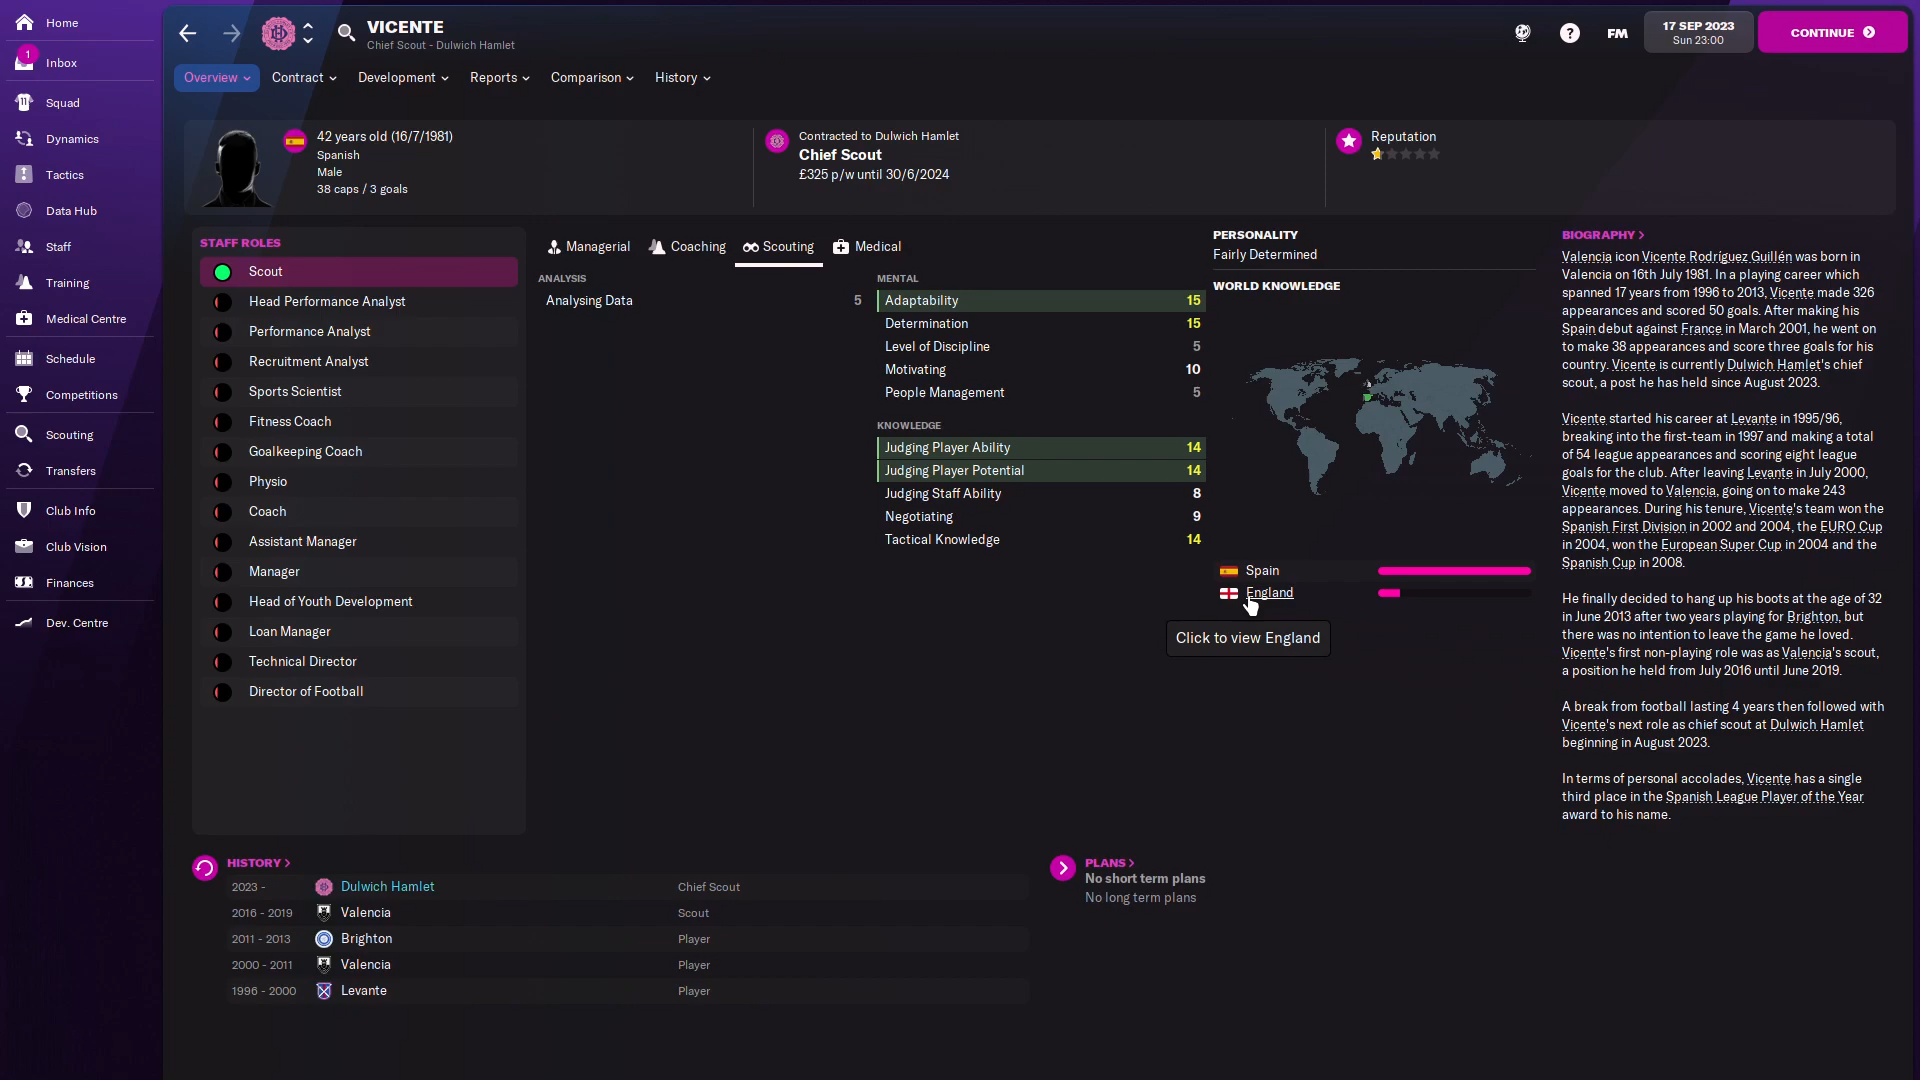 Home
1
Inbox
Squad
Dynamics
Tactics
Data Hub
Staff
Training
Medical Centre
Schedule
Competitions
Scouting
Transfers
Club Info
Club Vision
Finances
Dev. Centre
VICENTE
Chief Scout - Dulwich Hamlet
FM
17 SEP 2023
Sun 23:00
CONTINUE
Overview
Contract
Development
Reports
Comparison
History
42 years old (16/7/1981)
Spanish
Male
38 caps / 3 goals
Contracted to Dulwich Hamlet
Chief Scout
£325 p/w until 30/6/2024
Reputation
STAFF ROLES
Scout
Head Performance Analyst
Performance Analyst
Recruitment Analyst
Sports Scientist
Fitness Coach
Goalkeeping Coach
Physio
Coach
Assistant Manager
Manager
Head of Youth Development
Loan Manager
Technical Director
Director of Football
Managerial
Coaching
Scouting
Medical
ANALYSIS
Analysing Data 5
MENTAL
Adaptability 15
Determination 15
Level of Discipline 5
Motivating 10
People Management 5
KNOWLEDGE
Judging Player Ability 14
Judging Player Potential 14
Judging Staff Ability 8
Negotiating 9
Tactical Knowledge 14
PERSONALITY
Fairly Determined
WORLD KNOWLEDGE
Spain
England
Click to view England
BIOGRAPHY >
Valencia icon Vicente Rodríguez Guillén was born in
Valencia on 16th July 1981. In a playing career which
spanned 17 years from 1996 to 2013, Vicente made 326
appearances and scored 50 goals. After making his
Spain debut against France in March 2001, he went on
to make 38 appearances and score three goals for his
country. Vicente is currently Dulwich Hamlet's chief
scout, a post he has held since August 2023.
Vicente started his career at Levante in 1995/96,
breaking into the first-team in 1997 and making a total
of 54 league appearances and scoring eight league
goals for the club. After leaving Levante in July 2000,
Vicente moved to Valencia, going on to make 243
appearances. During his tenure, Vicente's team won the
Spanish First Division in 2002 and 2004, the EURO Cup
in 2004, won the European Super Cup in 2004 and the
Spanish Cup in 2008.
He finally decided to hang up his boots at the age of 32
in June 2013 after two years playing for Brighton, but
there was no intention to leave the game he loved.
Vicente's first non-playing role was as Valencia's scout,
a position he held from July 2016 until June 2019.
A break from football lasting 4 years then followed with
Vicente's next role as chief scout at Dulwich Hamlet
beginning in August 2023.
In terms of personal accolades, Vicente has a single
third place in the Spanish League Player of the Year
award to his name.
HISTORY >
2023 - Dulwich Hamlet Chief Scout
2016 - 2019 Valencia Scout
2011 - 2013 Brighton Player
2000 - 2011 Valencia Player
1996 - 2000 Levante Player
PLANS >
No short term plans
No long term plans